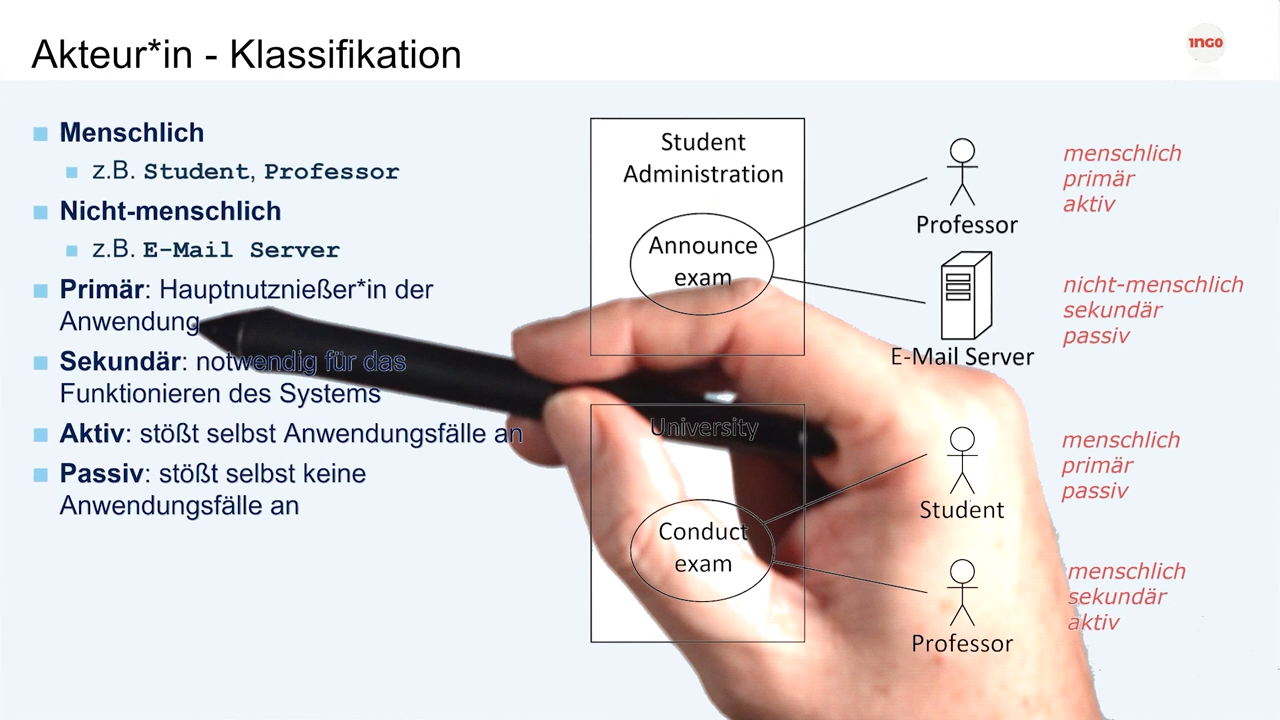 Akteur*in - Klassifikation
1NGO
Menschlich
z.B. Student, Professor
Nicht-menschlich
z.B. E-Mail Server
Primär: Hauptnutznießer*in der
Anwendung
Sekundär: notwendig für das
Funktionieren des Systems
Aktiv: stößt selbst Anwendungsfälle an
Passiv: stößt selbst keine
Anwendungsfälle an
Student
Administration
Announce
exam
Professor
menschlich
primär
aktiv
E-Mail Server
nicht-menschlich
sekundär
passiv
University
Conduct
exam
Student
menschlich
primär
passiv
Professor
menschlich
sekundär
aktiv